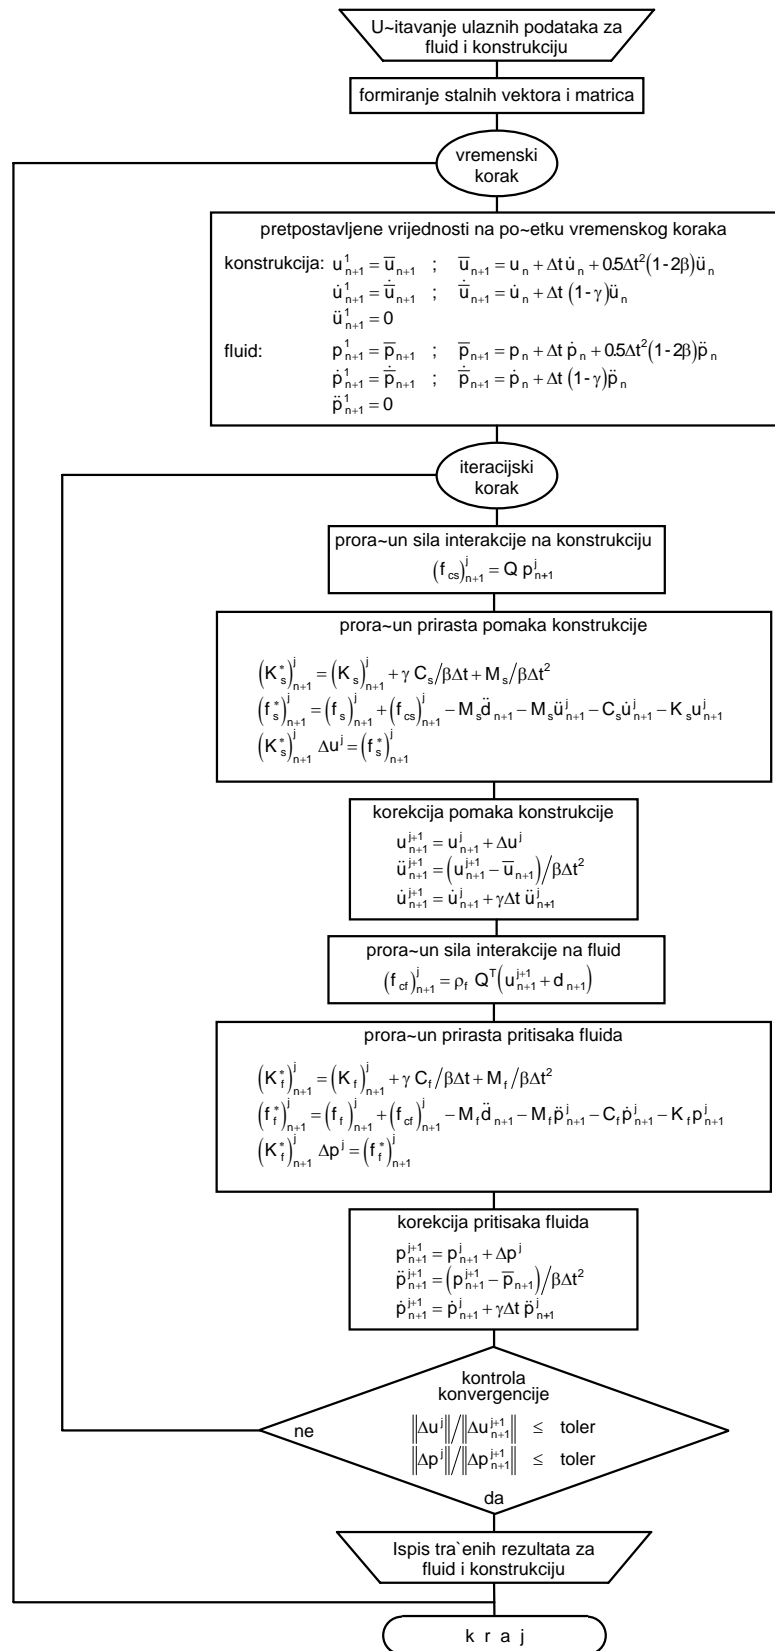 U~itavanje ulaznih podataka za
fluid i konstrukciju
formiranje stalnih vektora i matrica
vremenski
korak
pretpostavljene vrijednosti na po~etku vremenskog koraka
konstrukcija: u¹ₙ₊₁ = u̅ₙ₊₁ ; u̅ₙ₊₁ = uₙ + Δt u̇ₙ + 0.5Δt²(1 - 2β)üₙ
u̇¹ₙ₊₁ = u̅̇ₙ₊₁ ; u̅̇ₙ₊₁ = u̇ₙ + Δt (1 - γ)üₙ
ü¹ₙ₊₁ = 0
fluid: p¹ₙ₊₁ = p̅ₙ₊₁ ; p̅ₙ₊₁ = pₙ + Δt ṗₙ + 0.5Δt²(1 - 2β)p̈ₙ
ṗ¹ₙ₊₁ = p̅̇ₙ₊₁ ; p̅̇ₙ₊₁ = ṗₙ + Δt (1 - γ)p̈ₙ
p̈¹ₙ₊₁ = 0
iteracijski
korak
prora~un sila interakcije na konstrukciju
(f_cs)ʲₙ₊₁ = Q pʲₙ₊₁
prora~un prirasta pomaka konstrukcije
(K*_s)ʲₙ₊₁ = (K_s)ʲₙ₊₁ + γ C_s/βΔt + M_s/βΔt²
(f*_s)ʲₙ₊₁ = (f_s)ʲₙ₊₁ + (f_cs)ʲₙ₊₁ − M_s d̈ₙ₊₁ − M_s üʲₙ₊₁ − C_s u̇ʲₙ₊₁ − K_s uʲₙ₊₁
(K*_s)ʲₙ₊₁ Δuʲ = (f*_s)ʲₙ₊₁
korekcija pomaka konstrukcije
uʲ⁺¹ₙ₊₁ = uʲₙ₊₁ + Δuʲ
üʲ⁺¹ₙ₊₁ = (uʲ⁺¹ₙ₊₁ − u̅ₙ₊₁)/βΔt²
u̇ʲ⁺¹ₙ₊₁ = u̇ʲₙ₊₁ + γΔt üʲₙ₊₁
prora~un sila interakcije na fluid
(f_cf)ʲₙ₊₁ = ρ_f Qᵀ(uʲ⁺¹ₙ₊₁ + dₙ₊₁)
prora~un prirasta pritisaka fluida
(K*_f)ʲₙ₊₁ = (K_f)ʲₙ₊₁ + γ C_f/βΔt + M_f/βΔt²
(f*_f)ʲₙ₊₁ = (f_f)ʲₙ₊₁ + (f_cf)ʲₙ₊₁ − M_f d̈ₙ₊₁ − M_f p̈ʲₙ₊₁ − C_f ṗʲₙ₊₁ − K_f pʲₙ₊₁
(K*_f)ʲₙ₊₁ Δpʲ = (f*_f)ʲₙ₊₁
korekcija pritisaka fluida
pʲ⁺¹ₙ₊₁ = pʲₙ₊₁ + Δpʲ
p̈ʲ⁺¹ₙ₊₁ = (pʲ⁺¹ₙ₊₁ − p̅ₙ₊₁)/βΔt²
ṗʲ⁺¹ₙ₊₁ = ṗʲₙ₊₁ + γΔt p̈ʲₙ₊₁
kontrola
konvergencije
ne ‖Δuʲ‖/‖Δuʲ⁺¹ₙ₊₁‖ ≤ toler
‖Δpʲ‖/‖Δpʲ⁺¹ₙ₊₁‖ ≤ toler
da
Ispis tra`enih rezultata za
fluid i konstrukciju
k r a j